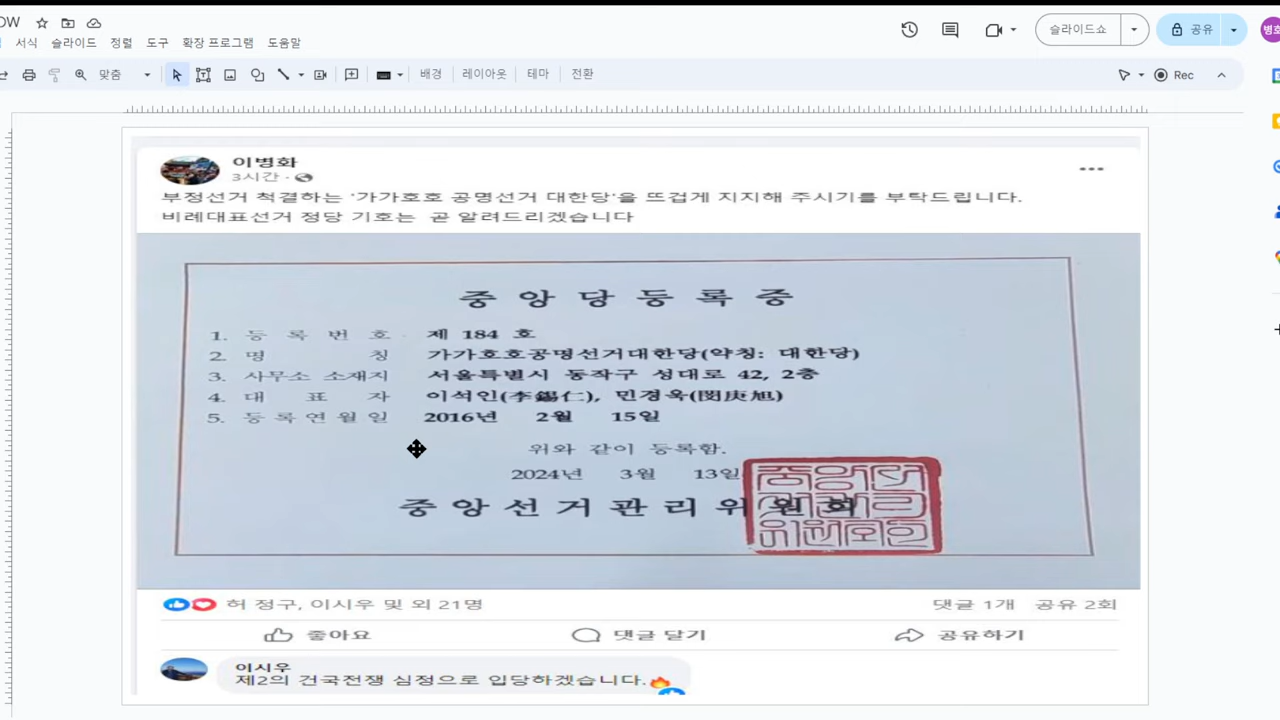 OW
서식 슬라이드 정렬 도구 확장 프로그램 도움말
슬라이드쇼
공유
병호
맞춤
배경 레이아웃 테마 전환
Rec
이병화
3시간 ·
부정선거 척결하는 '가가호호 공명선거 대한당'을 뜨겁게 지지해 주시기를 부탁드립니다.
비례대표선거 정당 기호는 곧 알려드리겠습니다
중앙당등록증
1. 등록번호 제 184 호
2. 명칭 가가호호공명선거대한당(약칭: 대한당)
3. 사무소 소재지 서울특별시 동작구 성대로 42, 2층
4. 대표자 이석인(李錫仁), 민경욱(閔庚旭)
5. 등록연월일 2016년 2월 15일
위와 같이 등록함.
2024년 3월 13일
중앙선거관리위원회
허 정구, 이시우 및 외 21명
댓글 1개 공유 2회
좋아요 댓글 달기 공유하기
이시우
제2의 건국전쟁 심정으로 입당하겠습니다.🔥